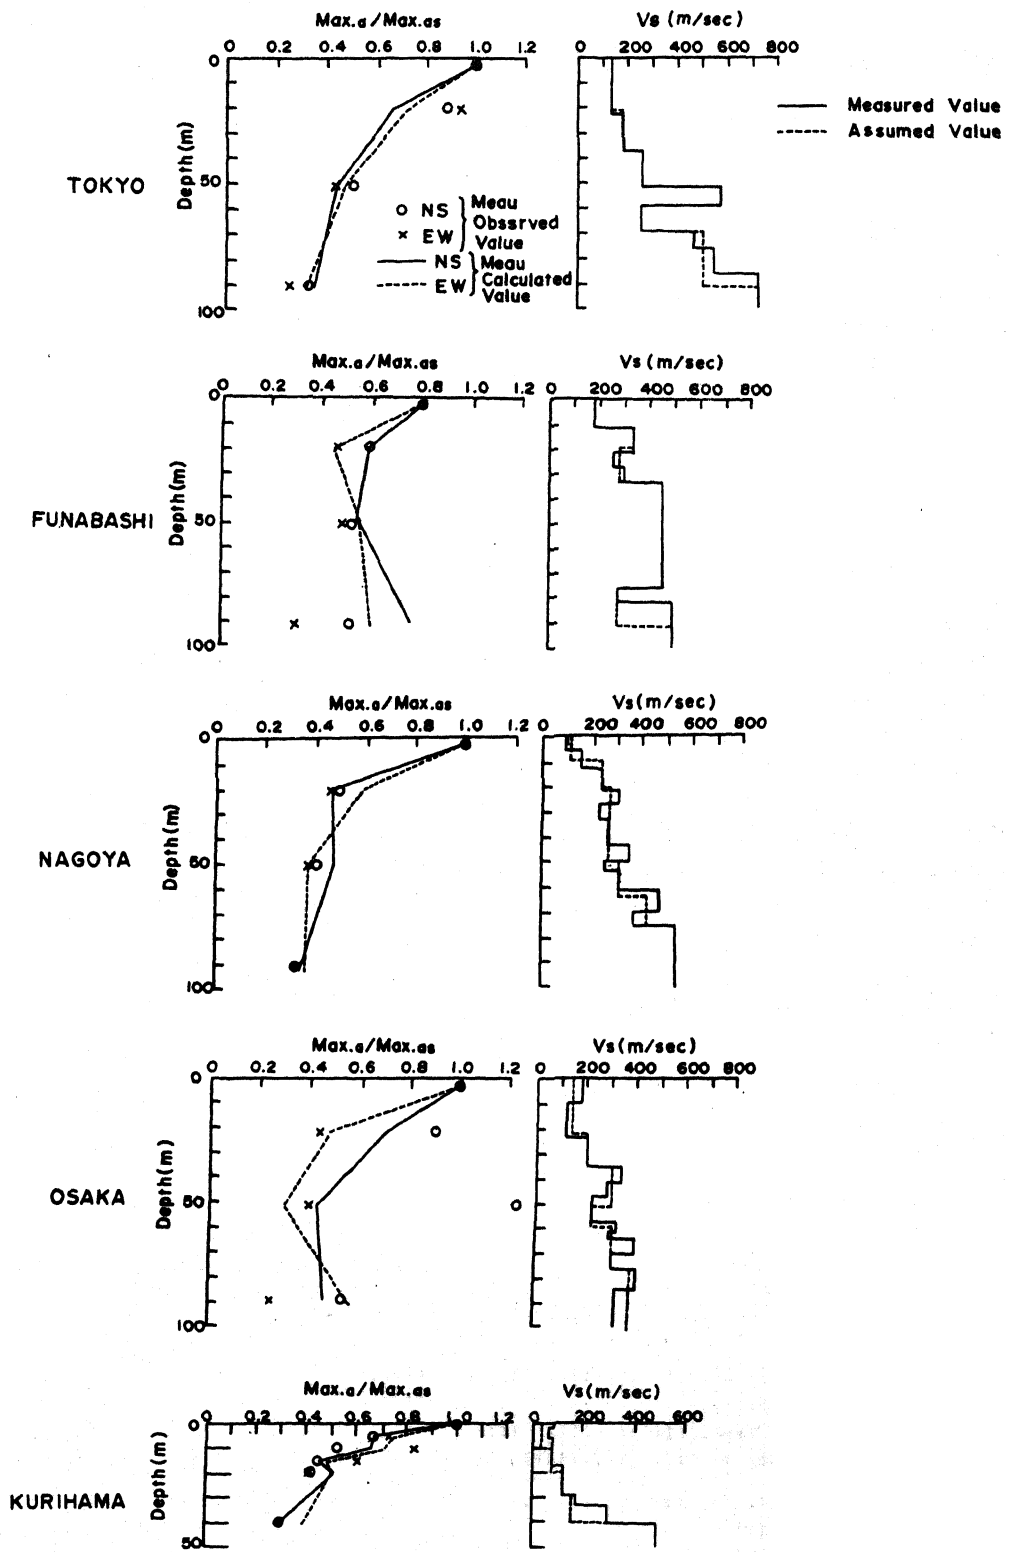 Max.a/Max.as
0 0.2 0.4 0.6 0.8 1.0 1.2
Vs (m/sec)
0 200 400 600 800
0
50
100
Depth(m)
TOKYO
Measured Value
Assumed Value
O NS
x EW
Meau
Obssrved
Value
NS
EW
Meau
Calculated
Value
Max.a/Max.as
0 0.2 0.4 0.6 0.8 1.0 1.2
Vs(m/sec)
0 200 400 600 800
0
50
100
Depth(m)
FUNABASHI
Max.a/Max.as
0 0.2 0.4 0.6 0.8 1.0 1.2
Vs(m/sec)
0 200 400 600 800
0
50
100
Depth(m)
NAGOYA
Max.a/Max.as
0 0.2 0.4 0.6 0.8 1.0 1.2
Vs(m/sec)
0 200 400 600 800
0
50
100
Depth(m)
OSAKA
Max.a/Max.as
0 0.2 0.4 0.6 0.8 1.0 1.2
Vs(m/sec)
0 200 400 600
0
50
Depth(m)
KURIHAMA